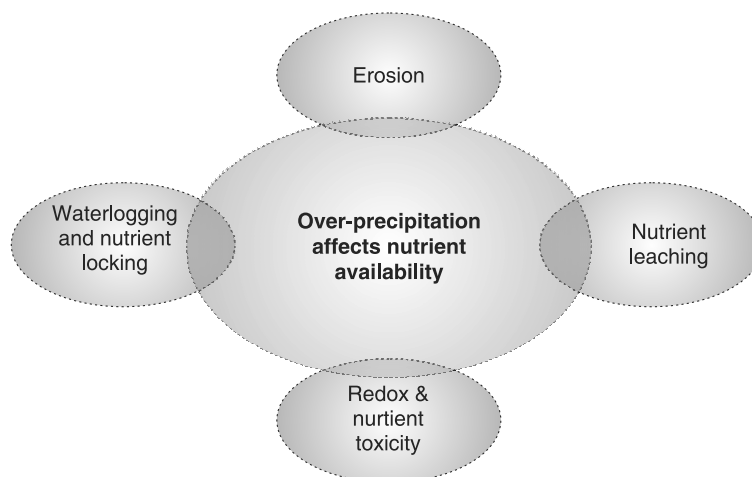 Erosion
Waterlogging
and nutrient
locking
Over-precipitation
affects nutrient
availability
Nutrient
leaching
Redox &
nurtient
toxicity